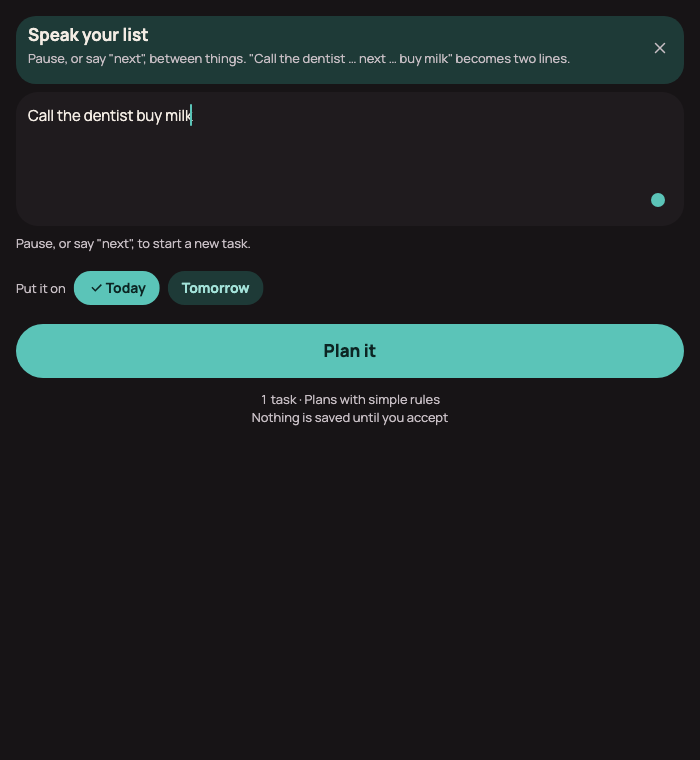 Speak your list
Pause, or say "next", between things. "Call the dentist … next … buy milk" becomes two lines.
Call the dentist buy milk
Pause, or say "next", to start a new task.
Put it on
Today
Tomorrow
Plan it
1 task · Plans with simple rules
Nothing is saved until you accept